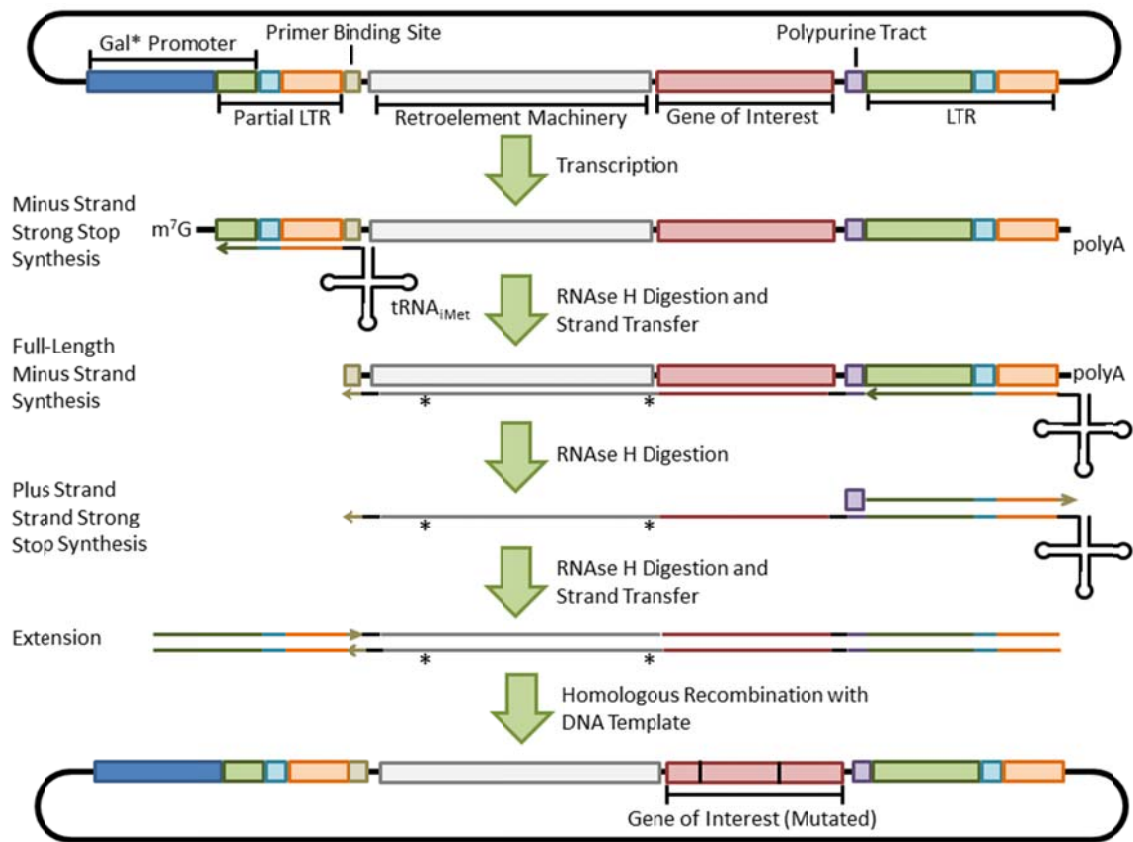 Gal* Promoter
Primer Binding Site
Polypurine Tract
Partial LTR
Retroelement Machinery
Gene of Interest
LTR
Transcription
Minus Strand
Strong Stop
Synthesis
m⁷G
polyA
tRNAiMet
RNAse H Digestion and
Strand Transfer
Full-Length
Minus Strand
Synthesis
polyA
*
*
RNAse H Digestion
Plus Strand
Strand Strong
Stop Synthesis
*
*
RNAse H Digestion and
Strand Transfer
Extension
*
*
Homologous Recombination with
DNA Template
Gene of Interest (Mutated)